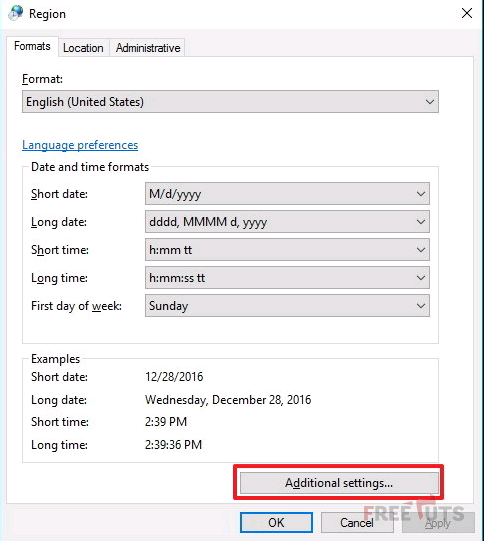 Region
Formats Location Administrative
Format:
English (United States)
Language preferences
Date and time formats
Short date: M/d/yyyy
Long date: dddd, MMMM d, yyyy
Short time: h:mm tt
Long time: h:mm:ss tt
First day of week: Sunday
Examples
Short date: 12/28/2016
Long date: Wednesday, December 28, 2016
Short time: 2:39 PM
Long time: 2:39:36 PM
Additional settings...
OK Cancel Apply
FREETUTS